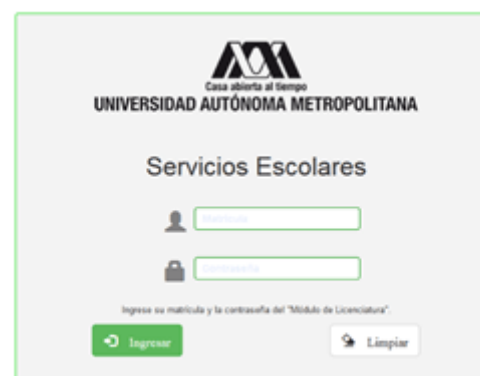 Casa abierta al tiempo
UNIVERSIDAD AUTÓNOMA METROPOLITANA
Servicios Escolares
Matrícula
Contraseña
Ingrese su matrícula y la contraseña del "Módulo de Licenciatura".
Ingresar
Limpiar